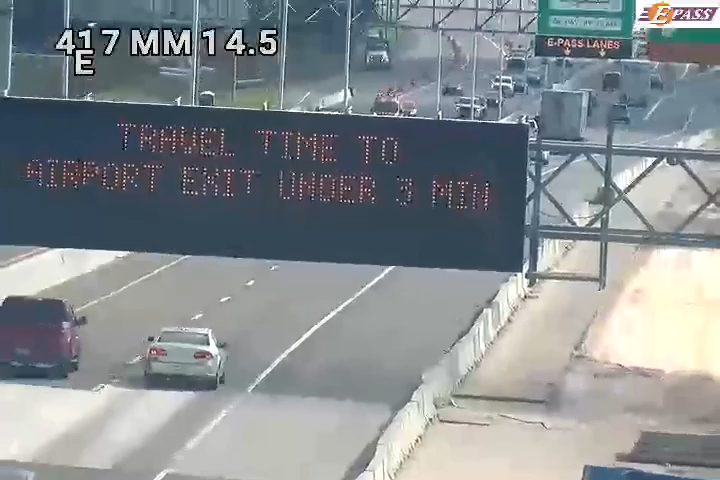 417 MM 14.5
E
E-PASS
E-PASS LANES
TRAVEL TIME TO
AIRPORT EXIT UNDER 3 MIN